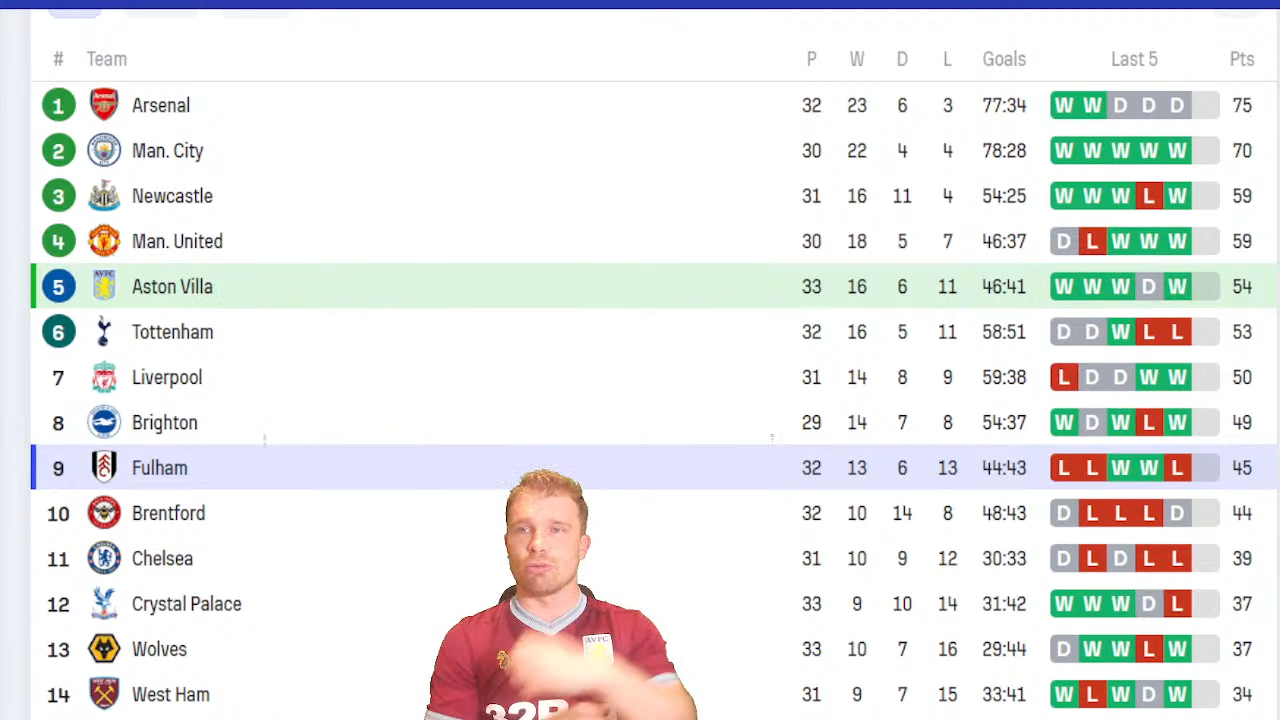 # Team P W D L Goals Last 5 Pts
1 Arsenal 32 23 6 3 77:34 W W D D D 75
2 Man. City 30 22 4 4 78:28 W W W W W 70
3 Newcastle 31 16 11 4 54:25 W W W L W 59
4 Man. United 30 18 5 7 46:37 D L W W W 59
5 AVFC Aston Villa 33 16 6 11 46:41 W W W D W 54
6 Tottenham 32 16 5 11 58:51 D D W L L 53
7 Liverpool 31 14 8 9 59:38 L D D W W 50
8 Brighton 29 14 7 8 54:37 W D W L W 49
9 Fulham 32 13 6 13 44:43 L L W W L 45
10 Brentford 32 10 14 8 48:43 D L L L D 44
11 Chelsea 31 10 9 12 30:33 D L D L L 39
12 Crystal Palace 33 9 10 14 31:42 W W W D L 37
13 Wolves 33 10 7 16 29:44 D W W L W 37
14 West Ham 31 9 7 15 33:41 W L W D W 34
AVFC
32R